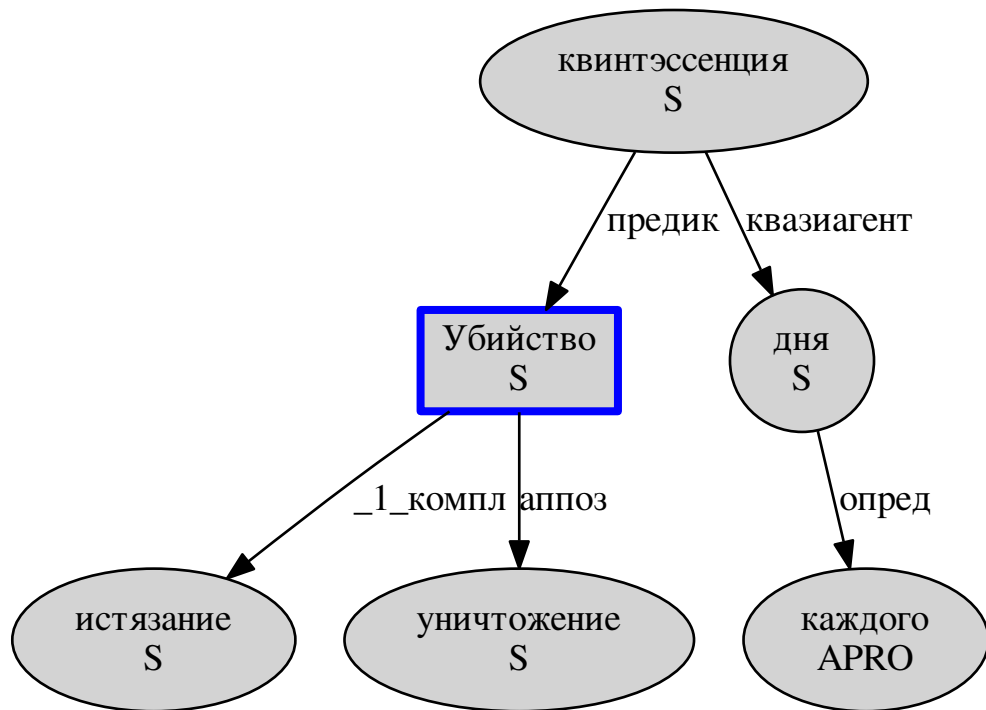 квинтэссенция
S
предик
квазиагент
Убийство
S
дня
S
_1_компл
аппоз
опред
истязание
S
уничтожение
S
каждого
APRO